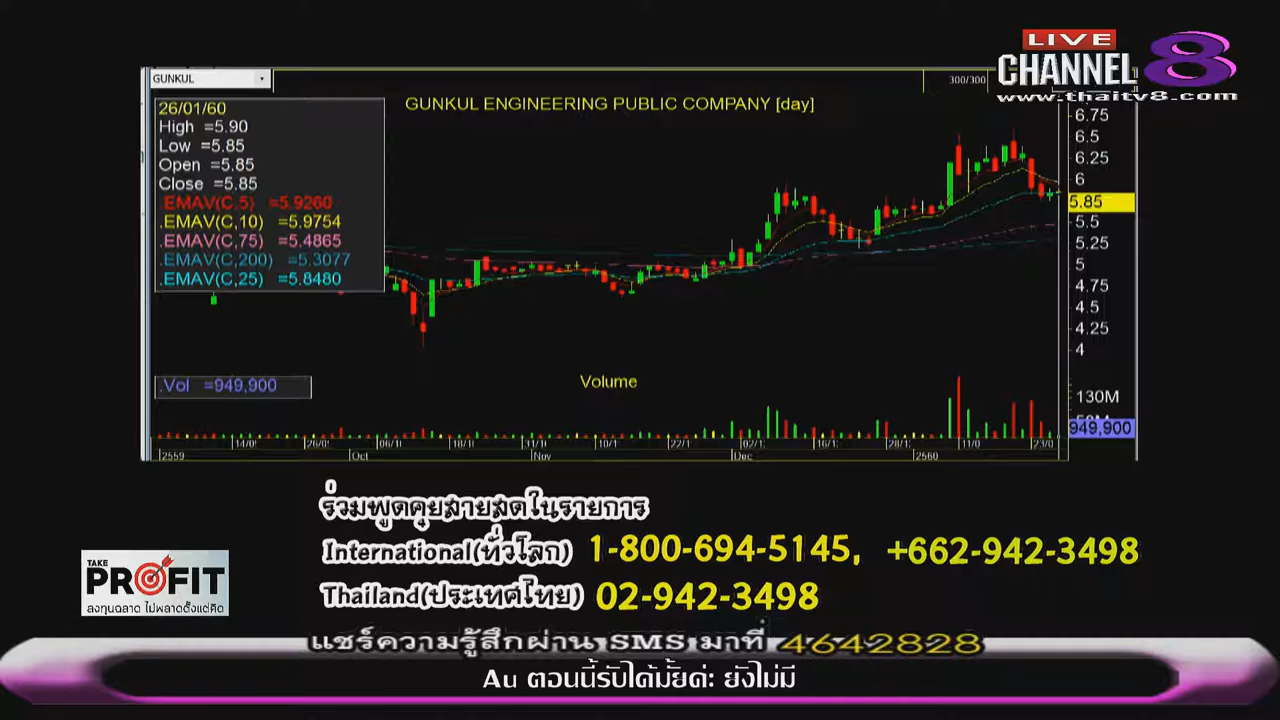 LIVE
CHANNEL 8
www.thaitv8.com
GUNKUL
300/300
GUNKUL ENGINEERING PUBLIC COMPANY [day]
26/01/60
High =5.90
Low =5.85
Open =5.85
Close =5.85
.EMAV(C,5) =5.9260
.EMAV(C,10) =5.9754
.EMAV(C,75) =5.4865
.EMAV(C,200) =5.3077
.EMAV(C,25) =5.8480
6.75
6.5
6.25
6
5.85
5.5
5.25
5
4.75
4.5
4.25
4
.Vol =949,900
Volume
130M
949,900
2559 Oct Nov Dec 2560
ร่วมพูดคุยสายสดในรายการ
International(ทั่วโลก) 1-800-694-5145, +662-942-3498
Thailand(ประเทศไทย) 02-942-3498
TAKE
PROFIT
ลงทุนฉลาด ไม่พลาดตั้งแต่คิด
แชร์ความรู้สึกผ่าน SMS มาที่ 4642828
Au ตอนนี้รับได้มั้ยค่ะ ยังไม่มี